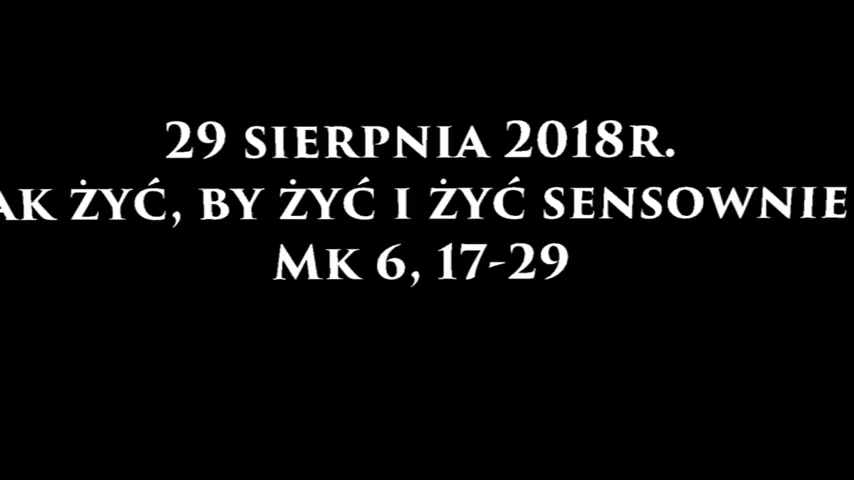 29 SIERPNIA 2018R.
AK ŻYĆ, BY ŻYĆ I ŻYĆ SENSOWNIE
MK 6, 17-29